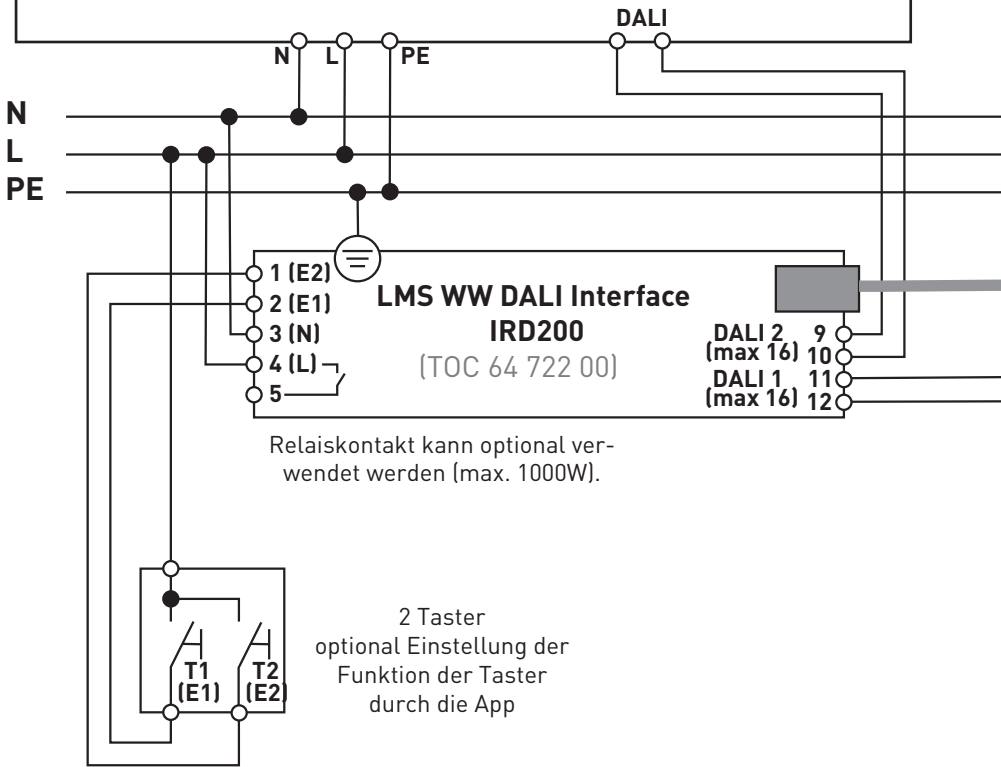 DALI
N L PE
N
L
PE
1 (E2)
2 (E1)
3 (N)
4 (L)
5
LMS WW DALI Interface
IRD200
(TOC 64 722 00)
DALI 2 9
(max 16) 10
DALI 1 11
(max 16) 12
Relaiskontakt kann optional ver-
wendet werden (max. 1000W).
T1
(E1)
T2
(E2)
2 Taster
optional Einstellung der
Funktion der Taster
durch die App